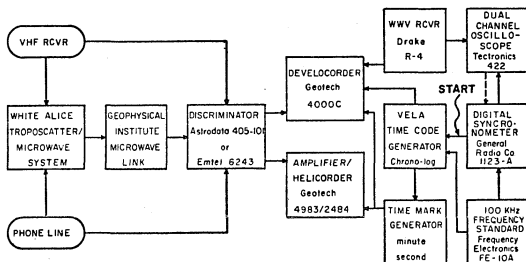 VHF RCVR
WHITE ALICE
TROPOSCATTER/
MICROWAVE
SYSTEM
PHONE LINE
GEOPHYSICAL
INSTITUTE
MICROWAVE
LINK
DISCRIMINATOR
Astrodata 405-101
or
Emtel 6243
DEVELOCORDER
Geotech
4000C
AMPLIFIER/
HELICORDER
Geotech
4983/2484
WWV RCVR
Drake
R-4
VELA
TIME CODE
GENERATOR
Chrono-log
TIME MARK
GENERATOR
minute
second
START
DUAL
CHANNEL
OSCILLO-
SCOPE
Tectronics
422
DIGITAL
SYNCRO-
NOMETER
General
Radio Co.
1123-A
100 KHz
FREQUENCY
STANDARD
Frequency
Electronics
FE-10A